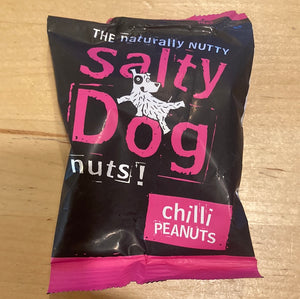 THE naturally NUTTY
Salty
Dog
nuts!
chilli
PEANUTS